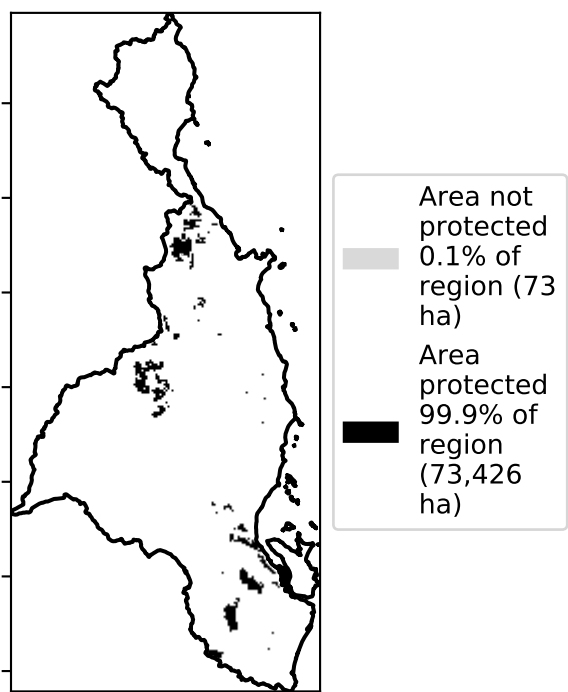 Area not
protected
0.1% of
region (73
ha)
Area
protected
99.9% of
region
(73,426
ha)